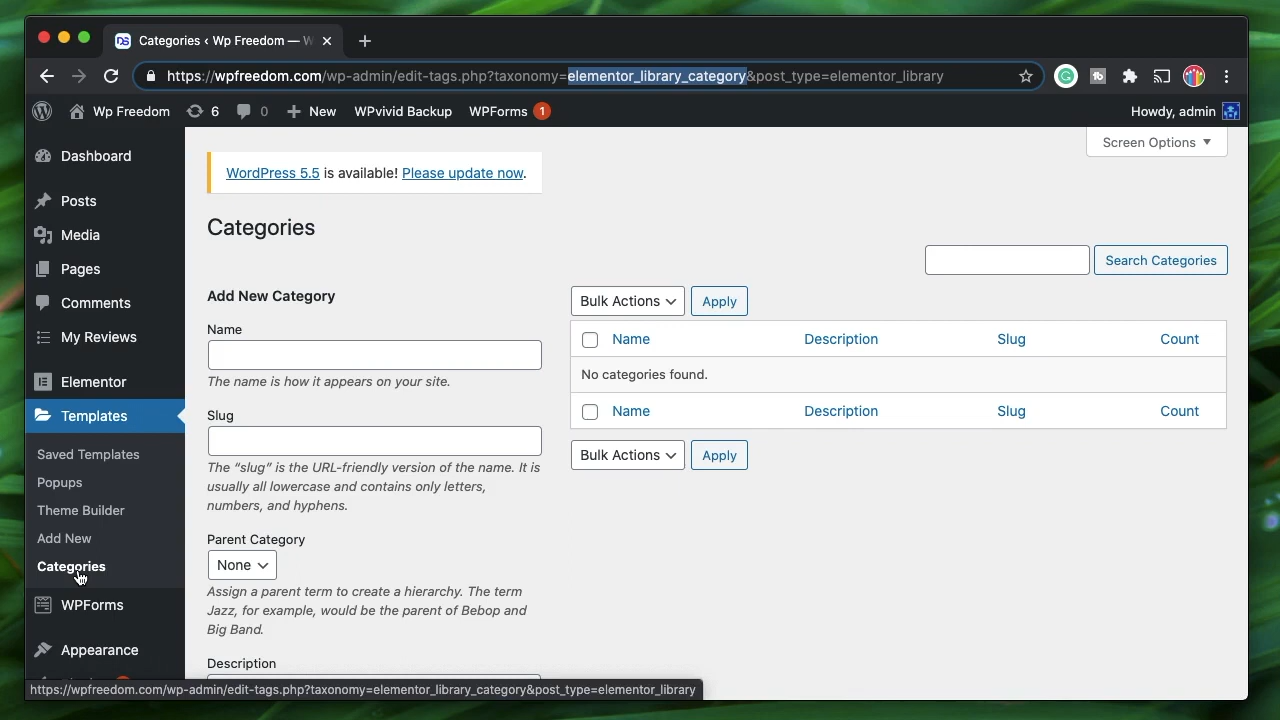 Categories ‹ Wp Freedom — W
https://wpfreedom.com/wp-admin/edit-tags.php?taxonomy=elementor_library_category&post_type=elementor_library
Wp Freedom 6 0 New WPvivid Backup WPForms 1 Howdy, admin
Screen Options
Dashboard
Posts
Media
Pages
Comments
My Reviews
Elementor
Templates
Saved Templates
Popups
Theme Builder
Add New
Categories
WPForms
Appearance
WordPress 5.5 is available! Please update now.
Categories
Search Categories
Add New Category
Name
The name is how it appears on your site.
Slug
The “slug” is the URL-friendly version of the name. It is
usually all lowercase and contains only letters,
numbers, and hyphens.
Parent Category
None
Assign a parent term to create a hierarchy. The term
Jazz, for example, would be the parent of Bebop and
Big Band.
Description
Bulk Actions Apply
Name Description Slug Count
No categories found.
Name Description Slug Count
Bulk Actions Apply
https://wpfreedom.com/wp-admin/edit-tags.php?taxonomy=elementor_library_category&post_type=elementor_library